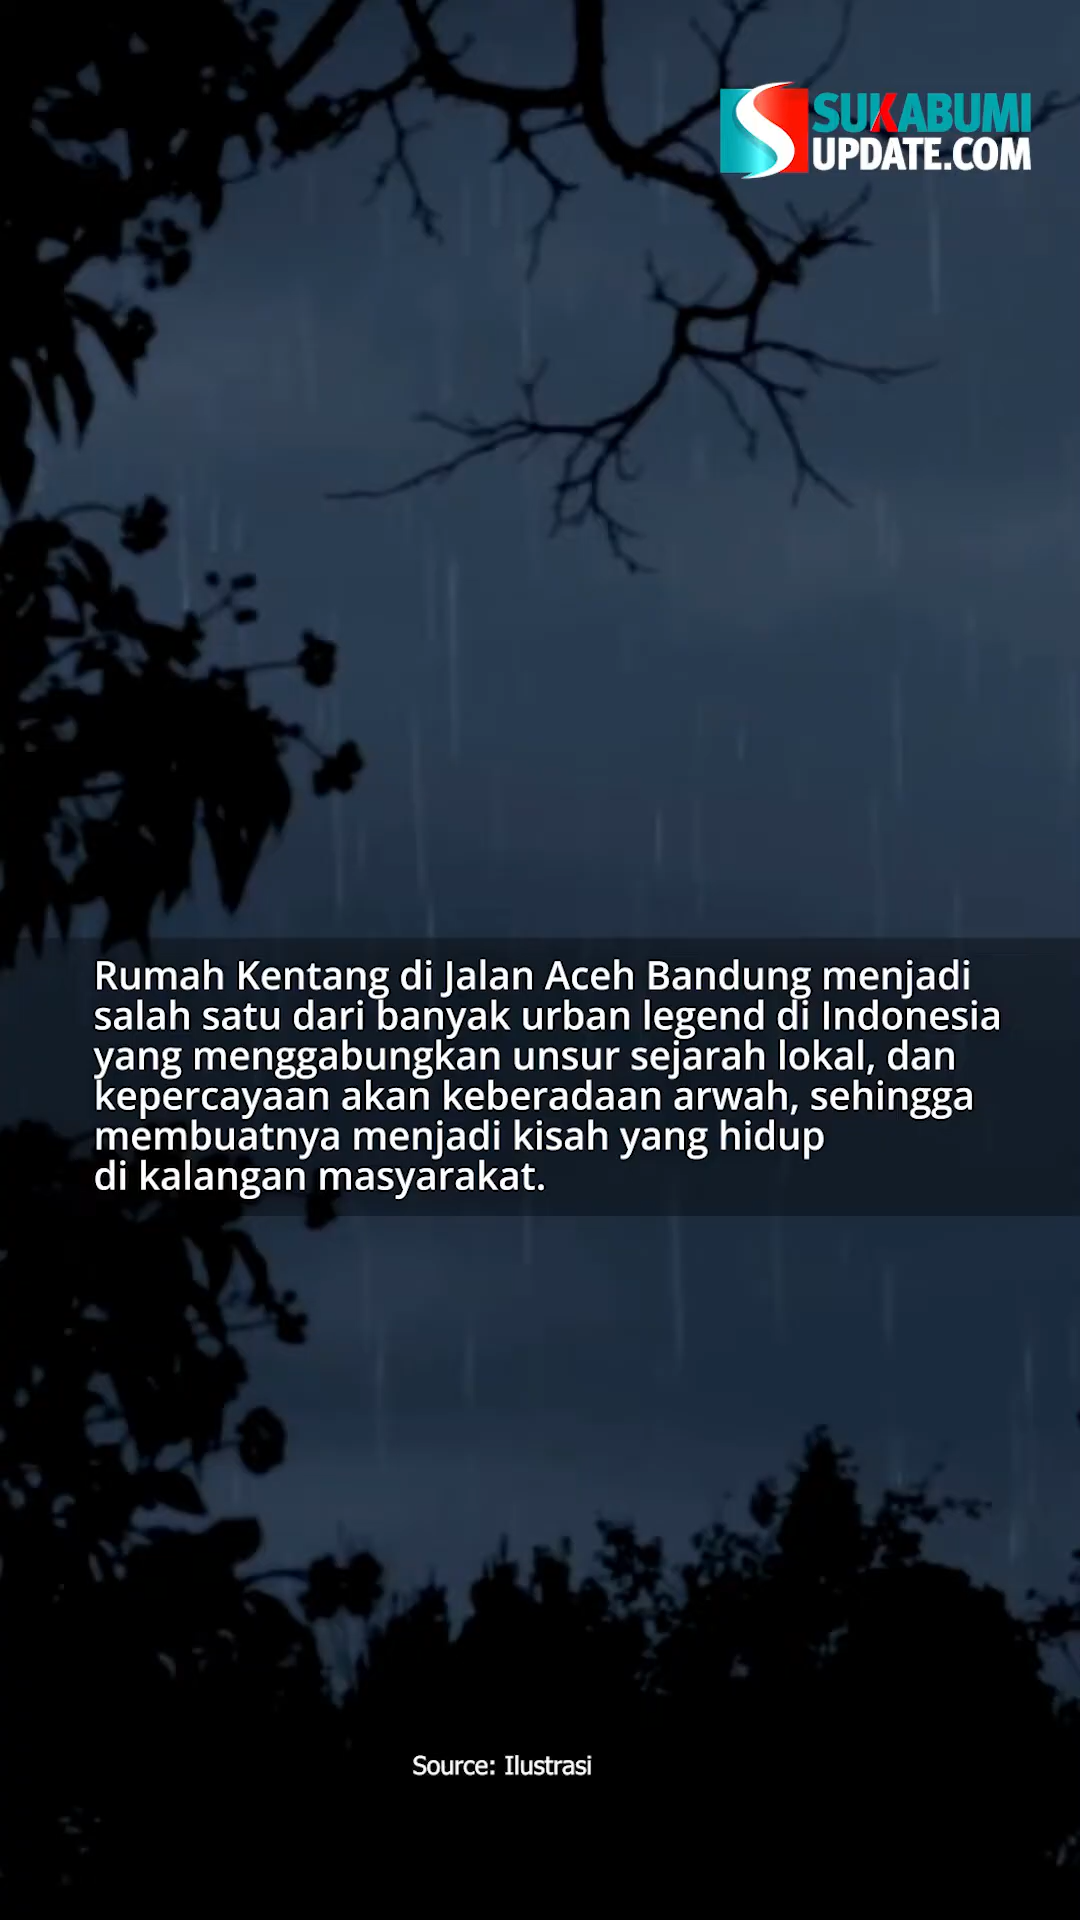 SUKABUMI
UPDATE.COM
Rumah Kentang di Jalan Aceh Bandung menjadi
salah satu dari banyak urban legend di Indonesia
yang menggabungkan unsur sejarah lokal, dan
kepercayaan akan keberadaan arwah, sehingga
membuatnya menjadi kisah yang hidup
di kalangan masyarakat.
Source: Ilustrasi